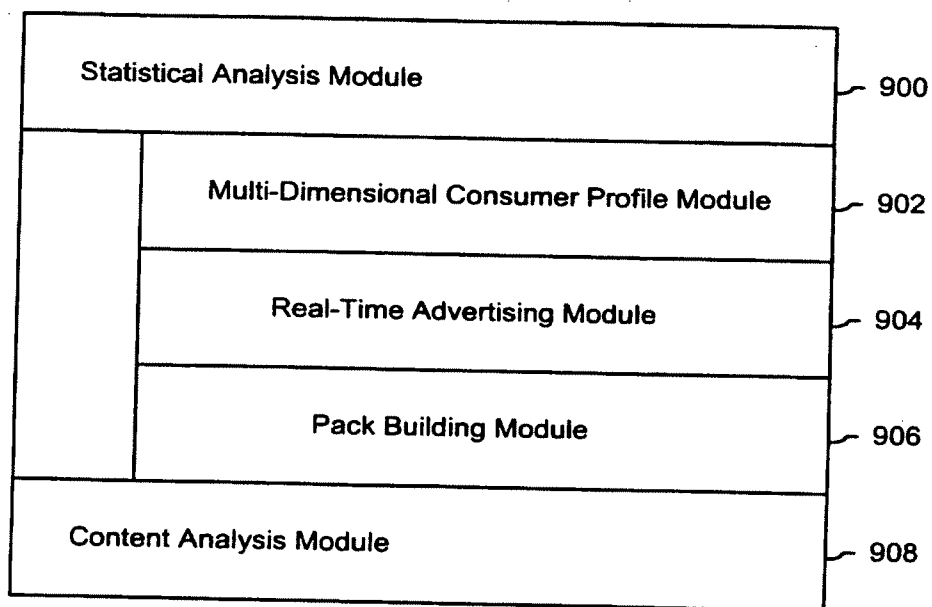 Statistical Analysis Module 900
Multi-Dimensional Consumer Profile Module 902
Real-Time Advertising Module 904
Pack Building Module 906
Content Analysis Module 908